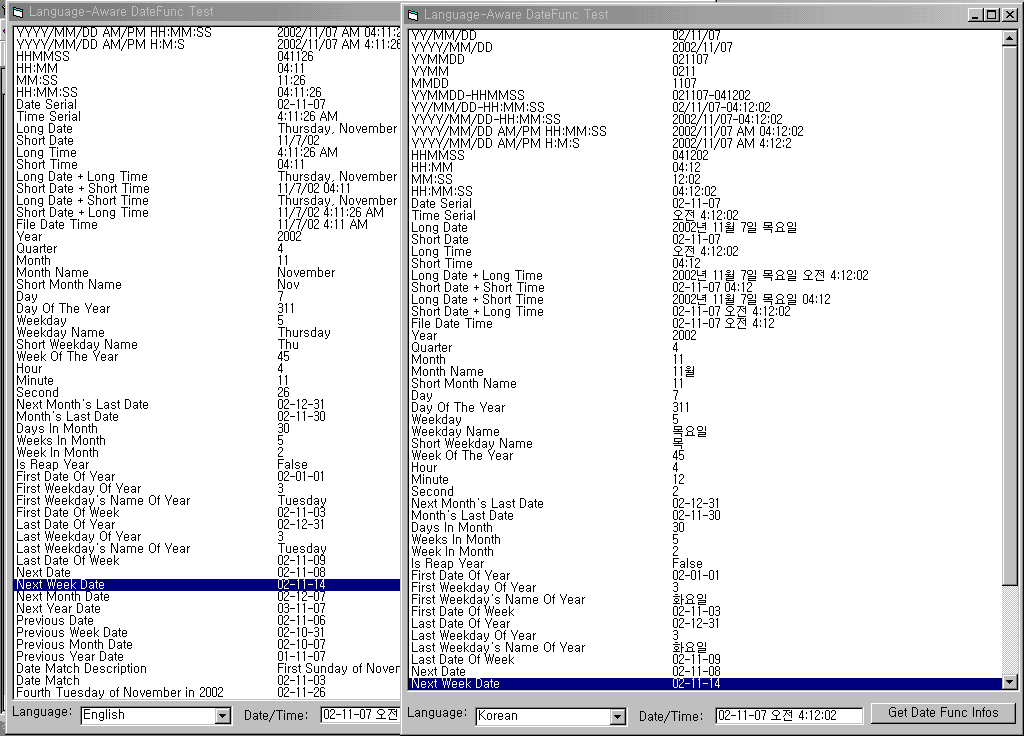 Language-Aware DateFunc Test
YYYY/MM/DD AM/PM HH:MM:SS 2002/11/07 AM 04:11:2
YYYY/MM/DD AM/PM H:M:S 2002/11/07 AM 4:11:26
HHMMSS 041126
HH:MM 04:11
MM:SS 11:26
HH:MM:SS 04:11:26
Date Serial 02-11-07
Time Serial 4:11:26 AM
Long Date Thursday, November
Short Date 11/7/02
Long Time 4:11:26 AM
Short Time 04:11
Long Date + Long Time Thursday, November
Short Date + Short Time 11/7/02 04:11
Long Date + Short Time Thursday, November
Short Date + Long Time 11/7/02 4:11:26 AM
File Date Time 11/7/02 4:11 AM
Year 2002
Quarter 4
Month 11
Month Name November
Short Month Name Nov
Day 7
Day Of The Year 311
Weekday 5
Weekday Name Thursday
Short Weekday Name Thu
Week Of The Year 45
Hour 4
Minute 11
Second 26
Next Month's Last Date 02-12-31
Month's Last Date 02-11-30
Days In Month 30
Weeks In Month 5
Week In Month 2
Is Reap Year False
First Date Of Year 02-01-01
First Weekday Of Year 3
First Weekday's Name Of Year Tuesday
First Date Of Week 02-11-03
Last Date Of Year 02-12-31
Last Weekday Of Year 3
Last Weekday's Name Of Year Tuesday
Last Date Of Week 02-11-09
Next Date 02-11-08
Next Week Date 02-11-14
Next Month Date 02-12-07
Next Year Date 03-11-07
Previous Date 02-11-06
Previous Week Date 02-10-31
Previous Month Date 02-10-07
Previous Year Date 01-11-07
Date Match Description First Sunday of Nover
Date Match 02-11-03
Fourth Tuesday of November in 2002 02-11-26
Language: English Date/Time: 02-11-07 오전
Language-Aware DateFunc Test
YY/MM/DD 02/11/07
YYYY/MM/DD 2002/11/07
YYMMDD 021107
YYMM 0211
MMDD 1107
YYMMDD-HHMMSS 021107-041202
YY/MM/DD-HH:MM:SS 02/11/07-04:12:02
YYYY/MM/DD-HH:MM:SS 2002/11/07-04:12:02
YYYY/MM/DD AM/PM HH:MM:SS 2002/11/07 AM 04:12:02
YYYY/MM/DD AM/PM H:M:S 2002/11/07 AM 4:12:2
HHMMSS 041202
HH:MM 04:12
MM:SS 12:02
HH:MM:SS 04:12:02
Date Serial 02-11-07
Time Serial 오전 4:12:02
Long Date 2002년 11월 7일 목요일
Short Date 02-11-07
Long Time 오전 4:12:02
Short Time 04:12
Long Date + Long Time 2002년 11월 7일 목요일 오전 4:12:02
Short Date + Short Time 02-11-07 04:12
Long Date + Short Time 2002년 11월 7일 목요일 04:12
Short Date + Long Time 02-11-07 오전 4:12:02
File Date Time 02-11-07 오전 4:12
Year 2002
Quarter 4
Month 11
Month Name 11월
Short Month Name 11
Day 7
Day Of The Year 311
Weekday 5
Weekday Name 목요일
Short Weekday Name 목
Week Of The Year 45
Hour 4
Minute 12
Second 2
Next Month's Last Date 02-12-31
Month's Last Date 02-11-30
Days In Month 30
Weeks In Month 5
Week In Month 2
Is Reap Year False
First Date Of Year 02-01-01
First Weekday Of Year 3
First Weekday's Name Of Year 화요일
First Date Of Week 02-11-03
Last Date Of Year 02-12-31
Last Weekday Of Year 3
Last Weekday's Name Of Year 화요일
Last Date Of Week 02-11-09
Next Date 02-11-08
Next Week Date 02-11-14
Language: Korean Date/Time: 02-11-07 오전 4:12:02 Get Date Func Infos